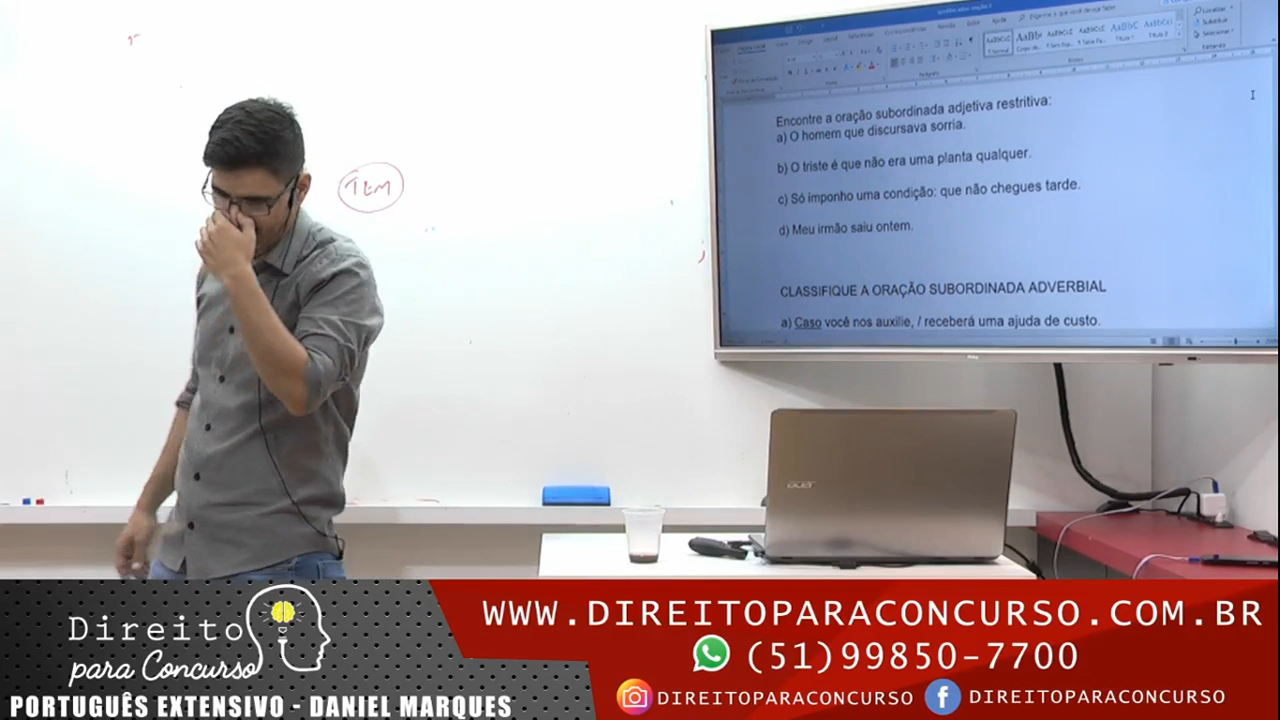 TEM
Encontre a oração subordinada adjetiva restritiva:
a) O homem que discursava sorria.
b) O triste é que não era uma planta qualquer.
c) Só imponho uma condição: que não chegues tarde.
d) Meu irmão saiu ontem.
CLASSIFIQUE A ORAÇÃO SUBORDINADA ADVERBIAL
a) Caso você nos auxilie, / receberá uma ajuda de custo.
acer
Direito
para Concurso
PORTUGUÊS EXTENSIVO - DANIEL MARQUES
WWW.DIREITOPARACONCURSO.COM.BR
(51)99850-7700
DIREITOPARACONCURSO
DIREITOPARACONCURSO